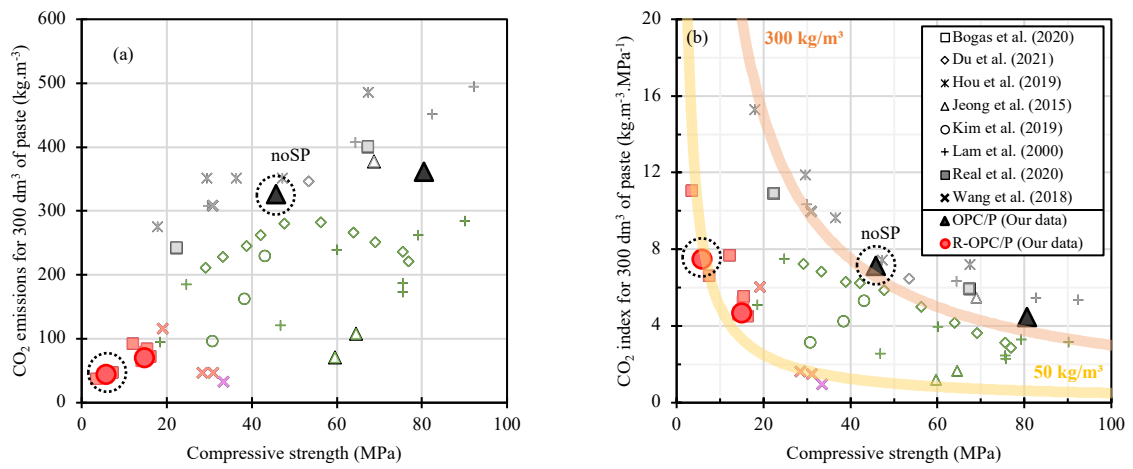 (a)
CO₂ emissions for 300 dm³ of paste (kg.m⁻³)
600
500
400
300
200
100
0
noSP
0 20 40 60 80 100
Compressive strength (MPa)
(b)
CO₂ index for 300 dm³ of paste (kg.m⁻³.MPa⁻¹)
20
16
12
8
4
0
300 kg/m³
noSP
50 kg/m³
Bogas et al. (2020)
Du et al. (2021)
Hou et al. (2019)
Jeong et al. (2015)
Kim et al. (2019)
Lam et al. (2000)
Real et al. (2020)
Wang et al. (2018)
OPC/P (Our data)
R-OPC/P (Our data)
0 20 40 60 80 100
Compressive strength (MPa)